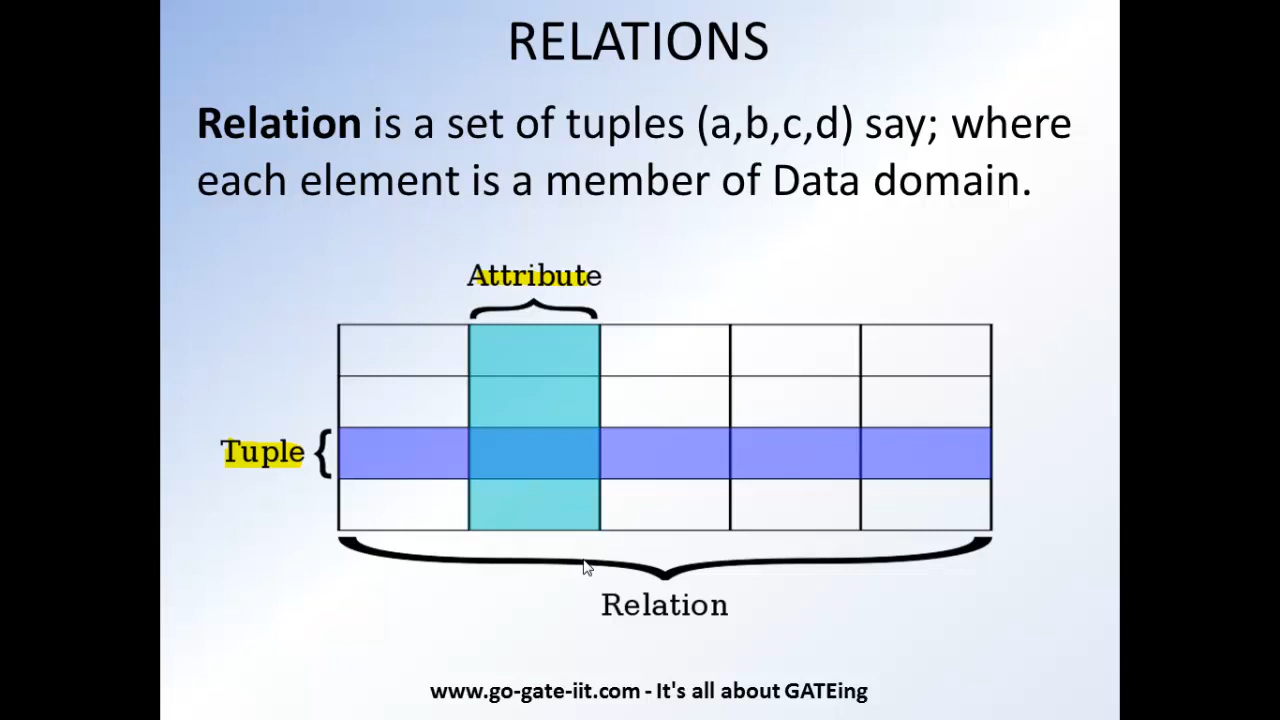 RELATIONS
Relation is a set of tuples (a,b,c,d) say; where
each element is a member of Data domain.
Attribute
Tuple
Relation
www.go-gate-iit.com - It's all about GATEing